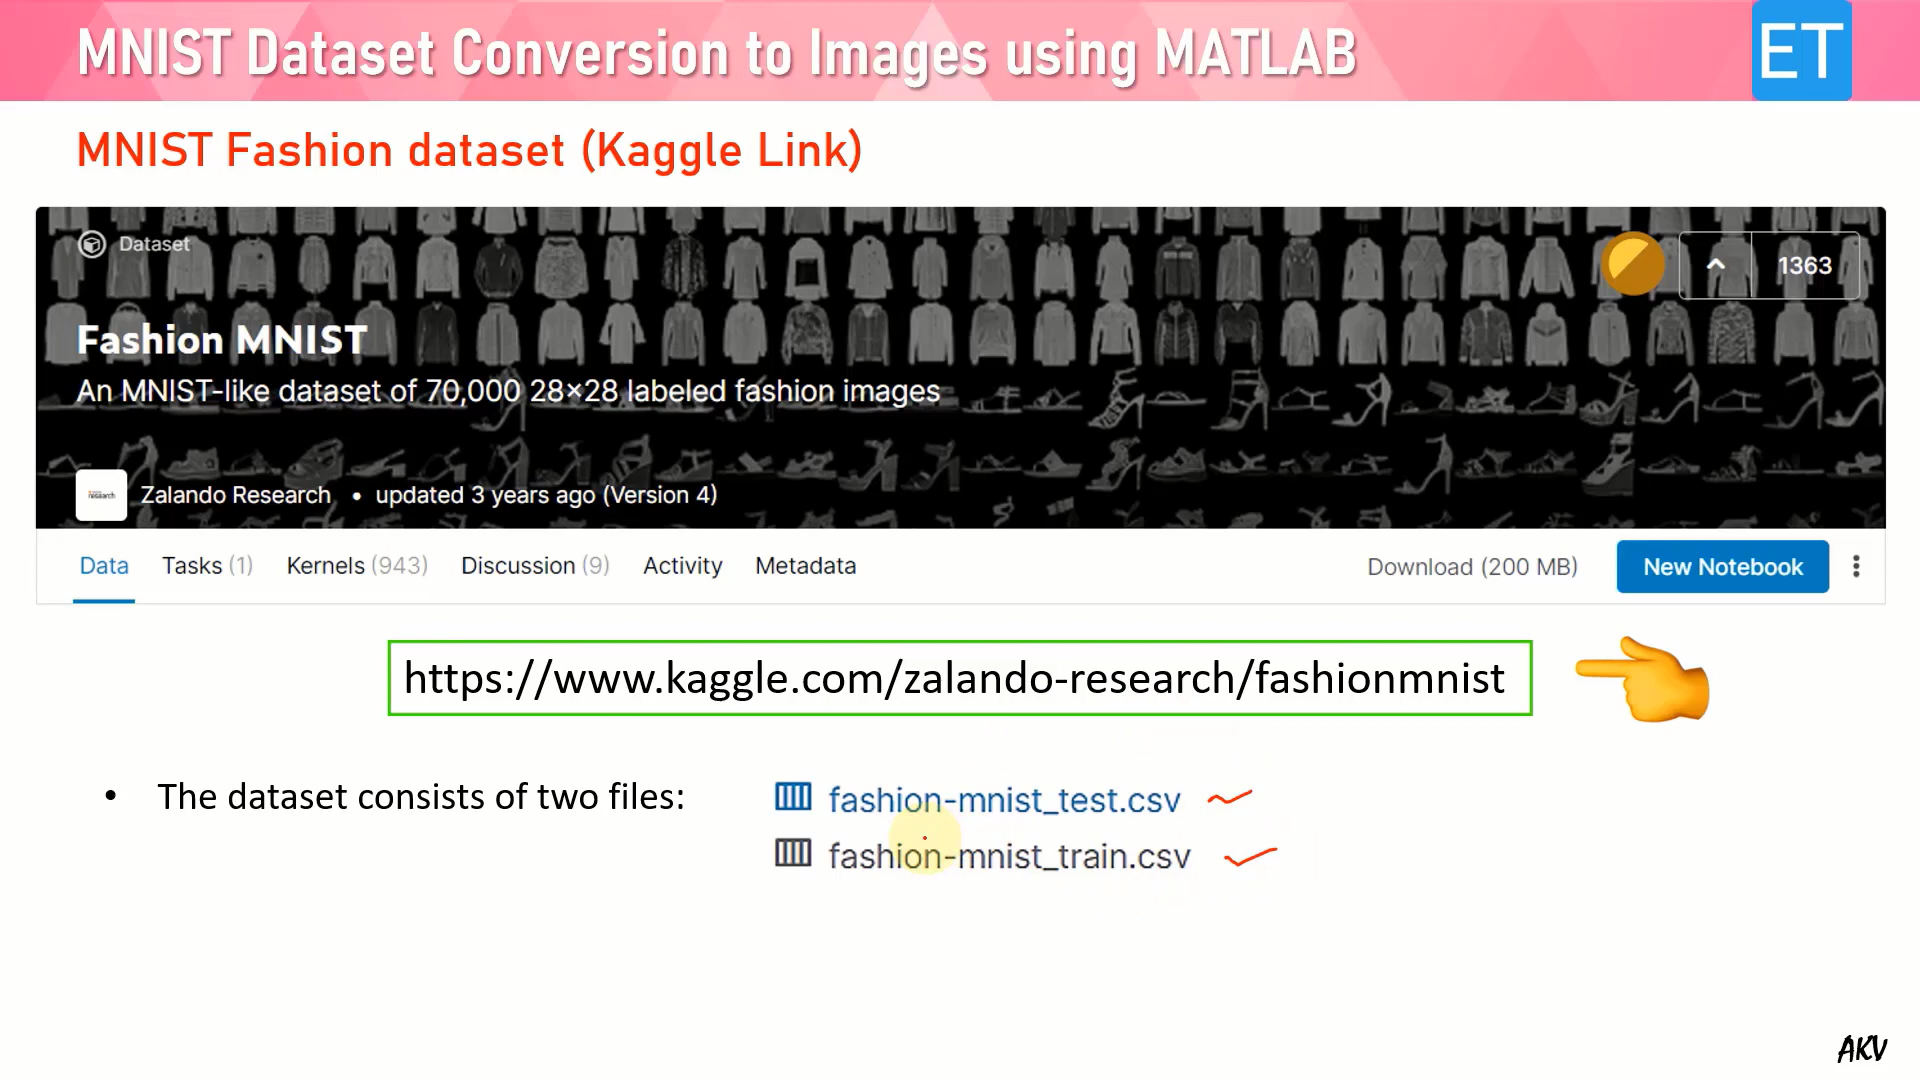 MNIST Dataset Conversion to Images using MATLAB
ET
MNIST Fashion dataset (Kaggle Link)
Dataset
1363
Fashion MNIST
An MNIST-like dataset of 70,000 28×28 labeled fashion images
research
Zalando Research • updated 3 years ago (Version 4)
Data Tasks (1) Kernels (943) Discussion (9) Activity Metadata Download (200 MB) New Notebook
https://www.kaggle.com/zalando-research/fashionmnist
• The dataset consists of two files:
fashion-mnist_test.csv
fashion-mnist_train.csv
AKV